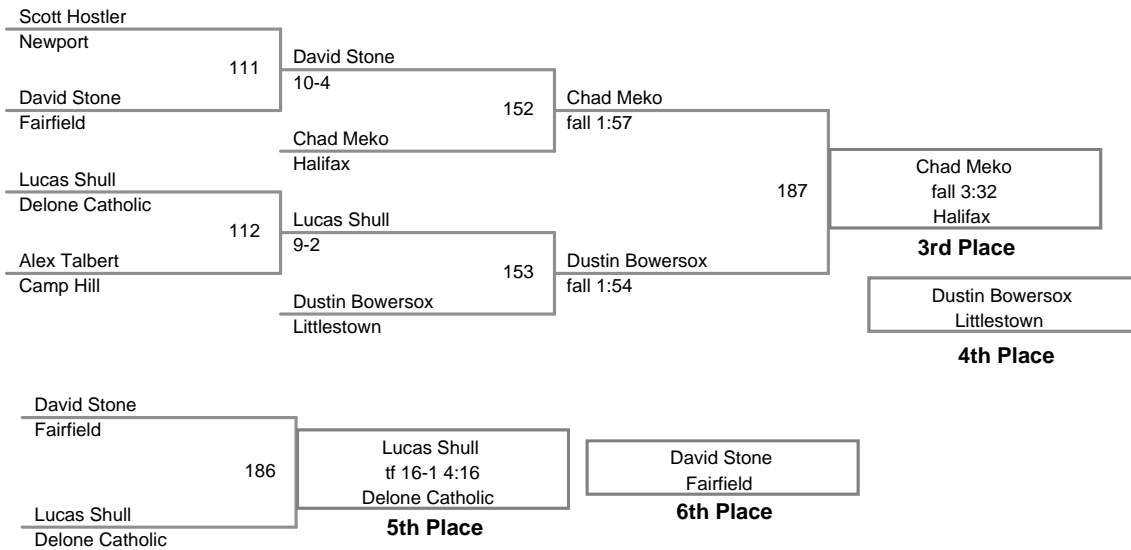 Scott Hostler
Newport
111
David Stone
10-4
David Stone
Fairfield
152
Chad Meko
fall 1:57
Chad Meko
Halifax
Lucas Shull
Delone Catholic
187
Chad Meko
fall 3:32
Halifax
3rd Place
112
Lucas Shull
9-2
Alex Talbert
Camp Hill
153
Dustin Bowersox
fall 1:54
Dustin Bowersox
Littlestown
Dustin Bowersox
Littlestown
4th Place
David Stone
Fairfield
186
Lucas Shull
tf 16-1 4:16
Delone Catholic
5th Place
David Stone
Fairfield
6th Place
Lucas Shull
Delone Catholic